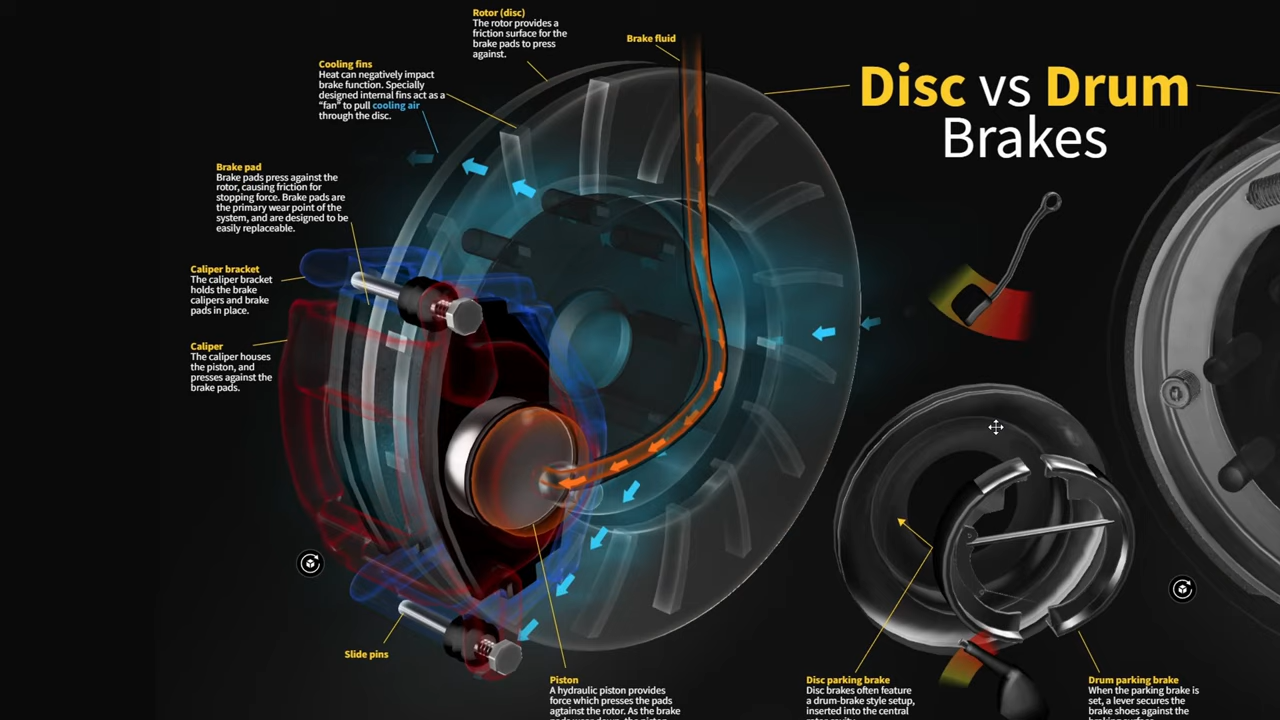 Rotor (disc)
The rotor provides a
friction surface for the
brake pads to press
against.
Brake fluid
Cooling fins
Heat can negatively impact
brake function. Specially
designed internal fins act as a
“fan” to pull cooling air
through the disc.
Disc vs Drum
Brakes
Brake pad
Brake pads press against the
rotor, causing friction for
stopping force. Brake pads are
the primary wear point of the
system, and are designed to be
easily replaceable.
Caliper bracket
The caliper bracket
holds the brake
calipers and brake
pads in place.
Caliper
The caliper houses
the piston, and
presses against the
brake pads.
Slide pins
Piston
A hydraulic piston provides
force which presses the pads
agtainst the rotor. As the brake
Disc parking brake
Disc brakes often feature
a drum-brake style setup,
inserted into the central
Drum parking brake
When the parking brake is
set, a lever secures the
brake shoes against the